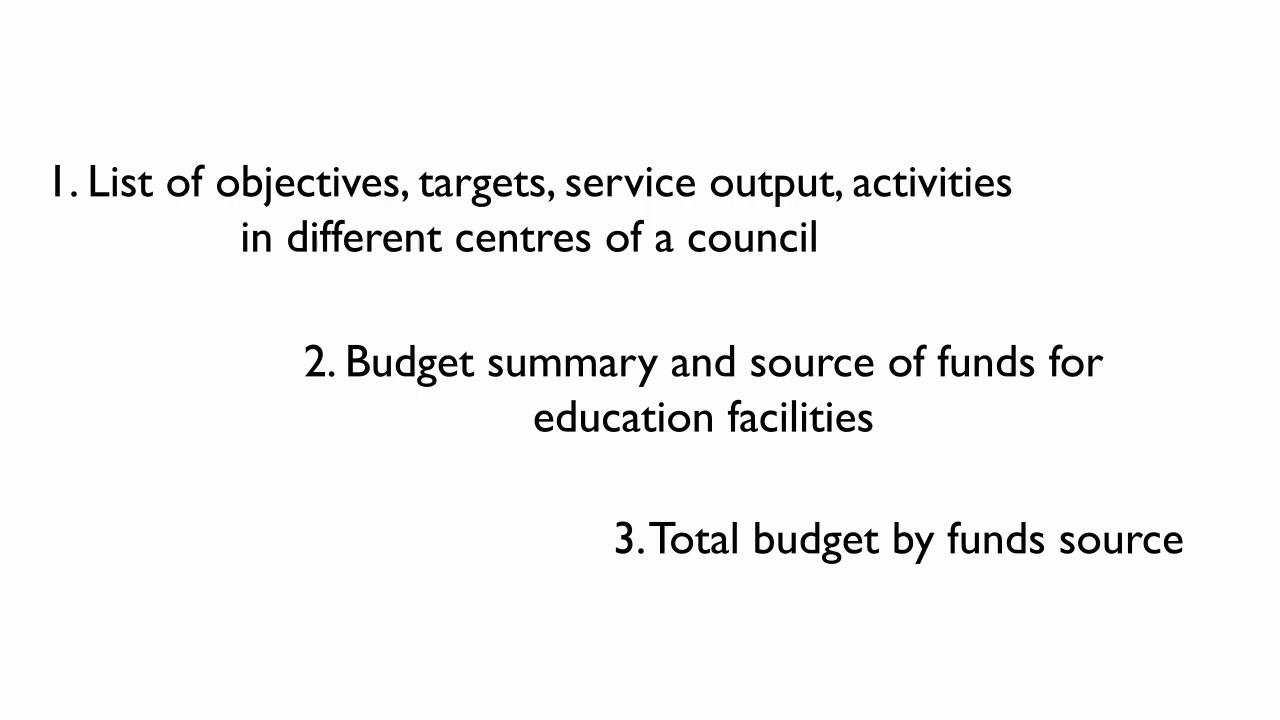 1. List of objectives, targets, service output, activities
in different centres of a council
2. Budget summary and source of funds for
education facilities
3. Total budget by funds source